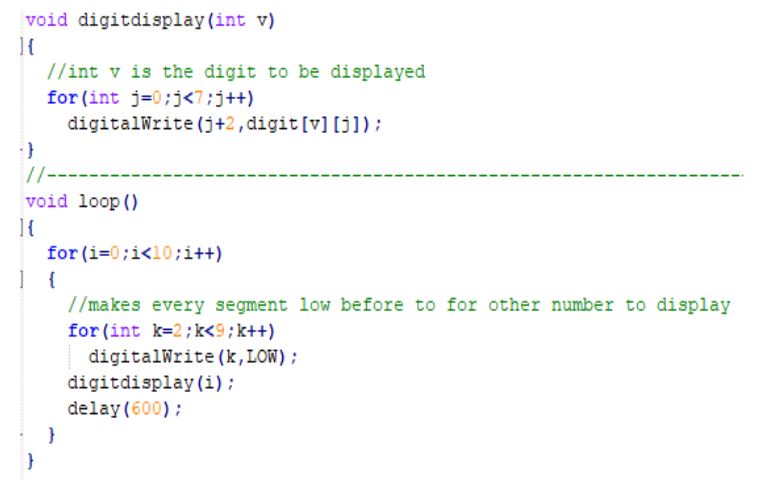 void digitdisplay(int v)
{
  //int v is the digit to be displayed
  for(int j=0;j<7;j++)
    digitalWrite(j+2,digit[v][j]);
}
//------------------------------------------------------------------
void loop()
{
  for(i=0;i<10;i++)
  {
    //makes every segment low before to for other number to display
    for(int k=2;k<9;k++)
      digitalWrite(k,LOW);
    digitdisplay(i);
    delay(600);
  }
}